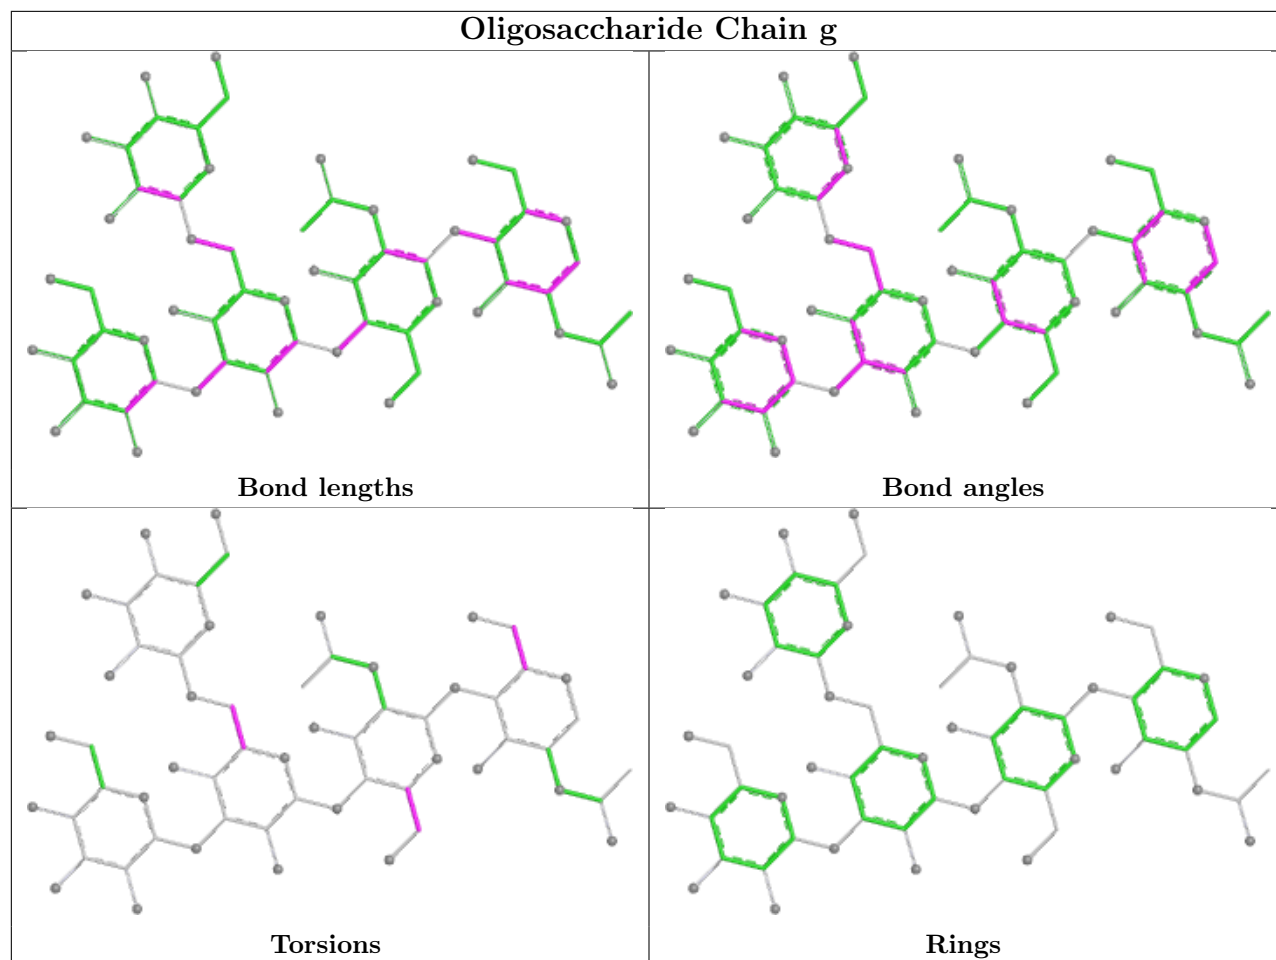 Oligosaccharide Chain g
Bond lengths
Bond angles
Torsions
Rings